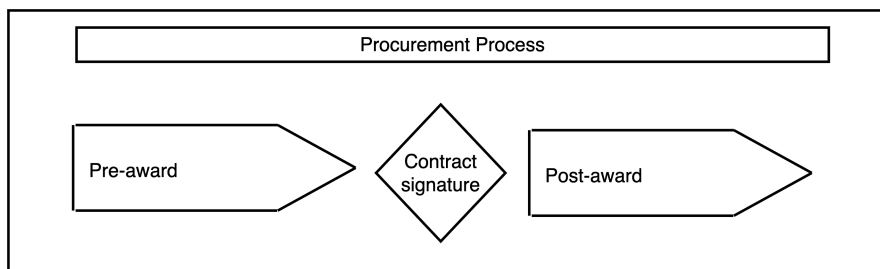 Procurement Process
Pre-award
Contract
signature
Post-award